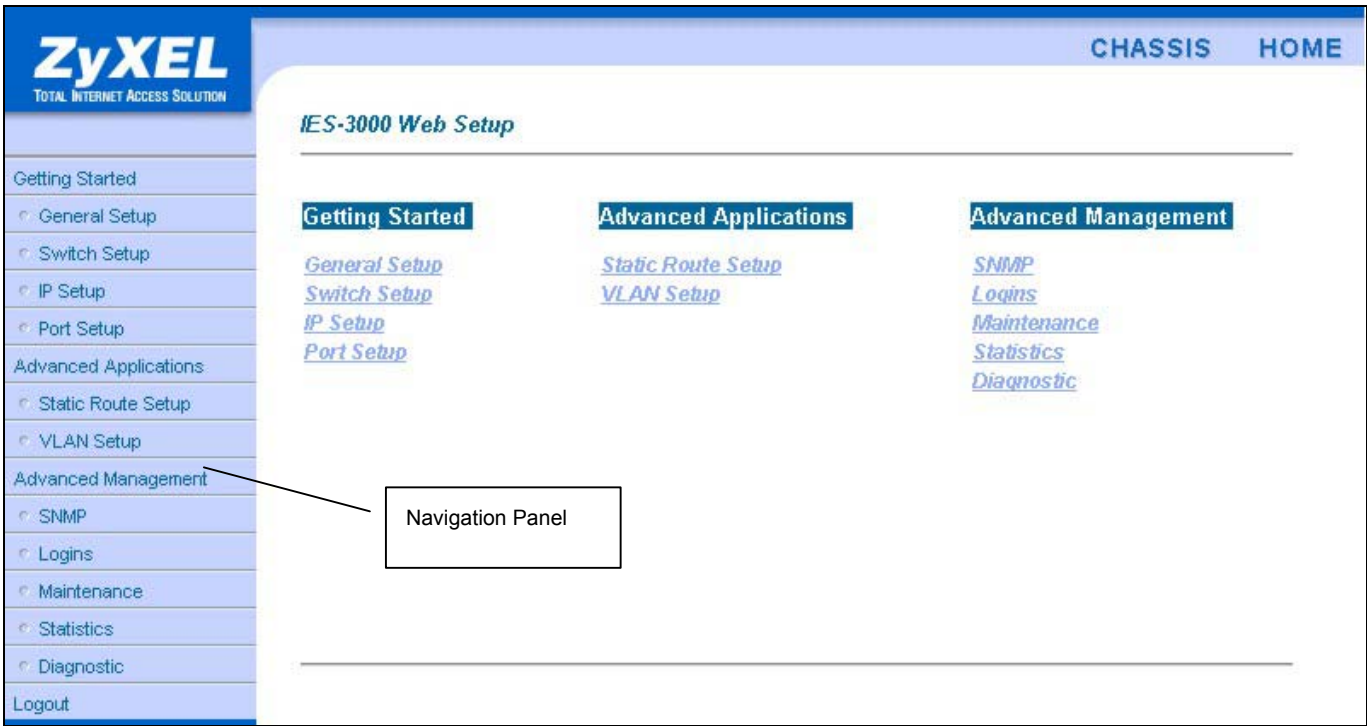 ZyXEL
TOTAL INTERNET ACCESS SOLUTION
CHASSIS HOME
Getting Started
General Setup
Switch Setup
IP Setup
Port Setup
Advanced Applications
Static Route Setup
VLAN Setup
Advanced Management
SNMP
Logins
Maintenance
Statistics
Diagnostic
Logout
IES-3000 Web Setup
Getting Started
General Setup
Switch Setup
IP Setup
Port Setup
Advanced Applications
Static Route Setup
VLAN Setup
Advanced Management
SNMP
Logins
Maintenance
Statistics
Diagnostic
Navigation Panel